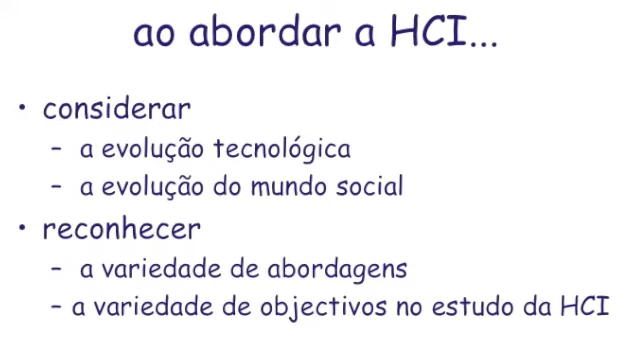 ao abordar a HCI...
• considerar
– a evolução tecnológica
– a evolução do mundo social
• reconhecer
– a variedade de abordagens
– a variedade de objectivos no estudo da HCI